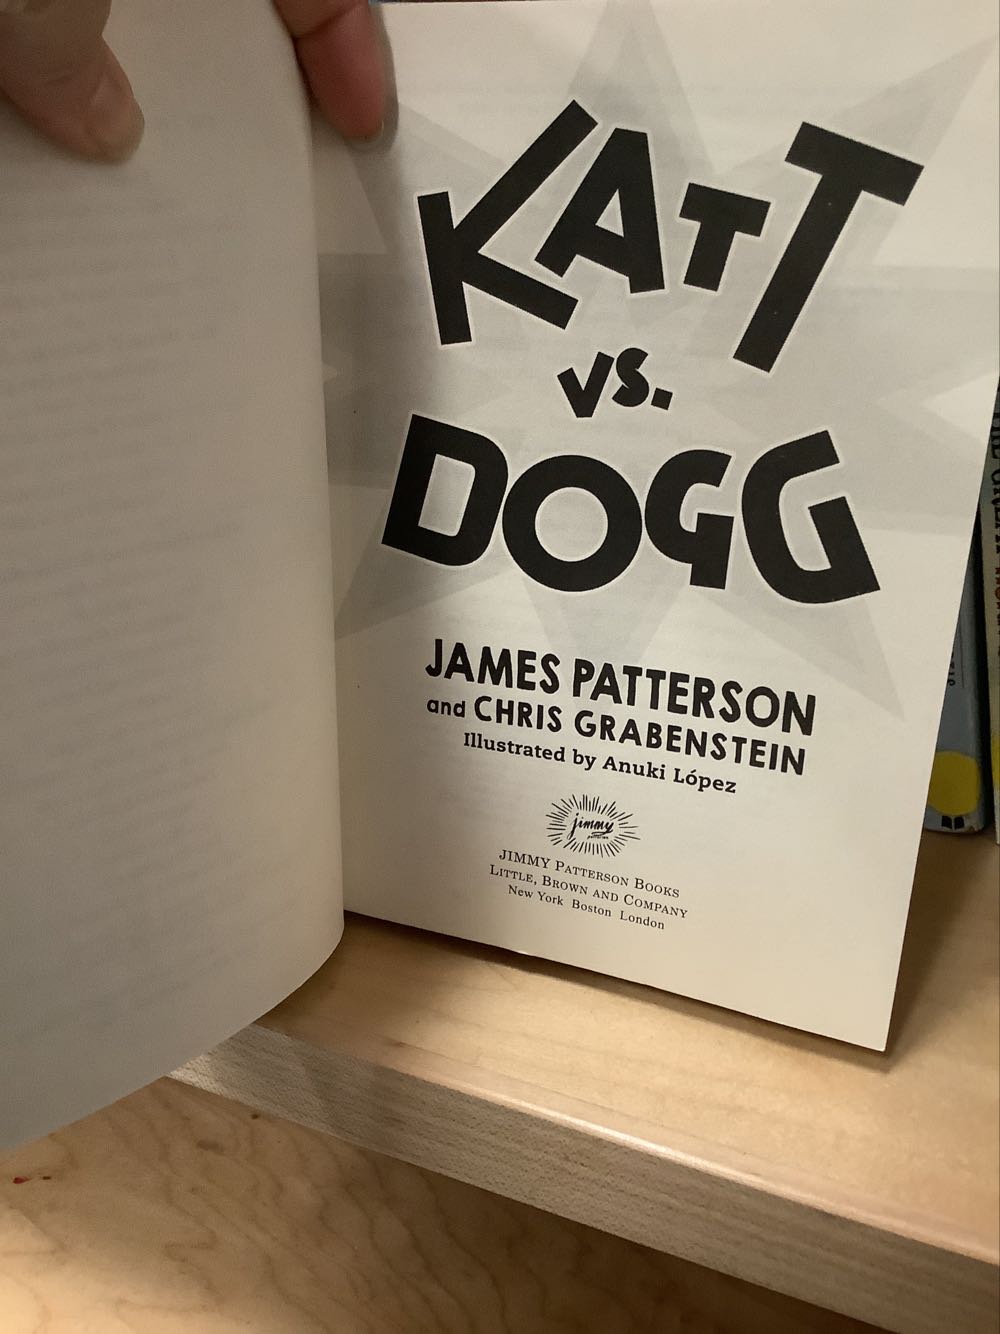 KATT
VS.
DOGG
JAMES PATTERSON
and CHRIS GRABENSTEIN
Illustrated by Anuki López
jimmy
patterson
JIMMY PATTERSON BOOKS
LITTLE, BROWN AND COMPANY
New York Boston London